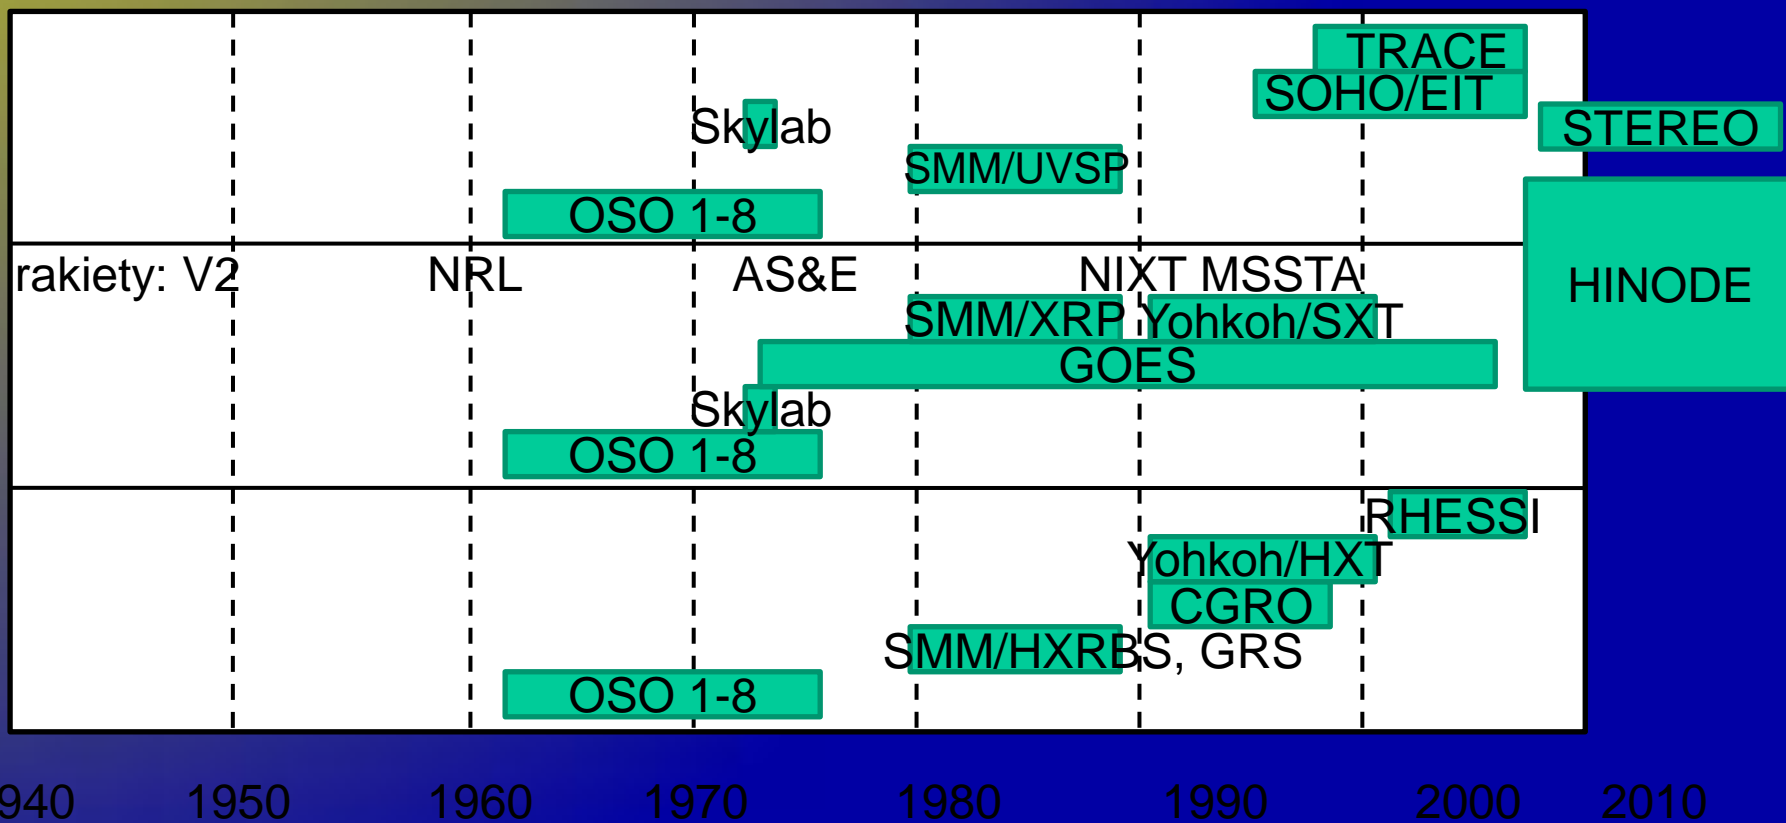 TRACE
SOHO/EIT
Skylab
STEREO
SMM/UVSP
OSO 1-8
rakiety: V2 NRL AS&E NIXT MSSTA
HINODE
SMM/XRP Yohkoh/SXT
GOES
Skylab
OSO 1-8
RHESSI
Yohkoh/HXT
CGRO
SMM/HXRBS, GRS
OSO 1-8
940 1950 1960 1970 1980 1990 2000 2010